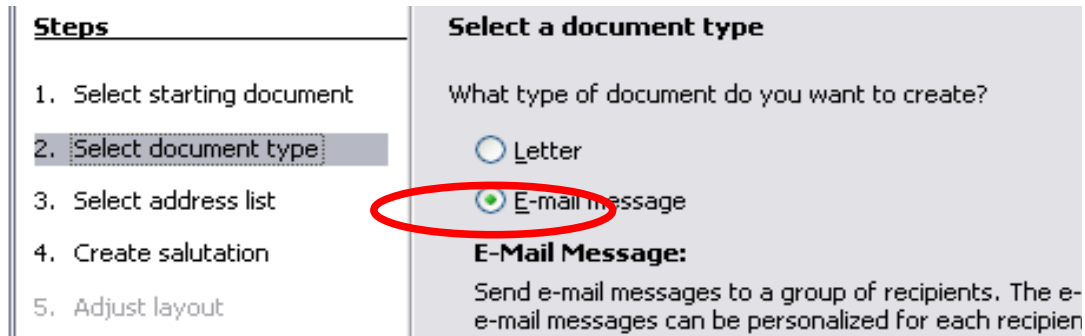 Steps
1. Select starting document
2. Select document type
3. Select address list
4. Create salutation
5. Adjust layout
Select a document type
What type of document do you want to create?
Letter
E-mail message
E-Mail Message:
Send e-mail messages to a group of recipients. The e-
e-mail messages can be personalized for each recipien